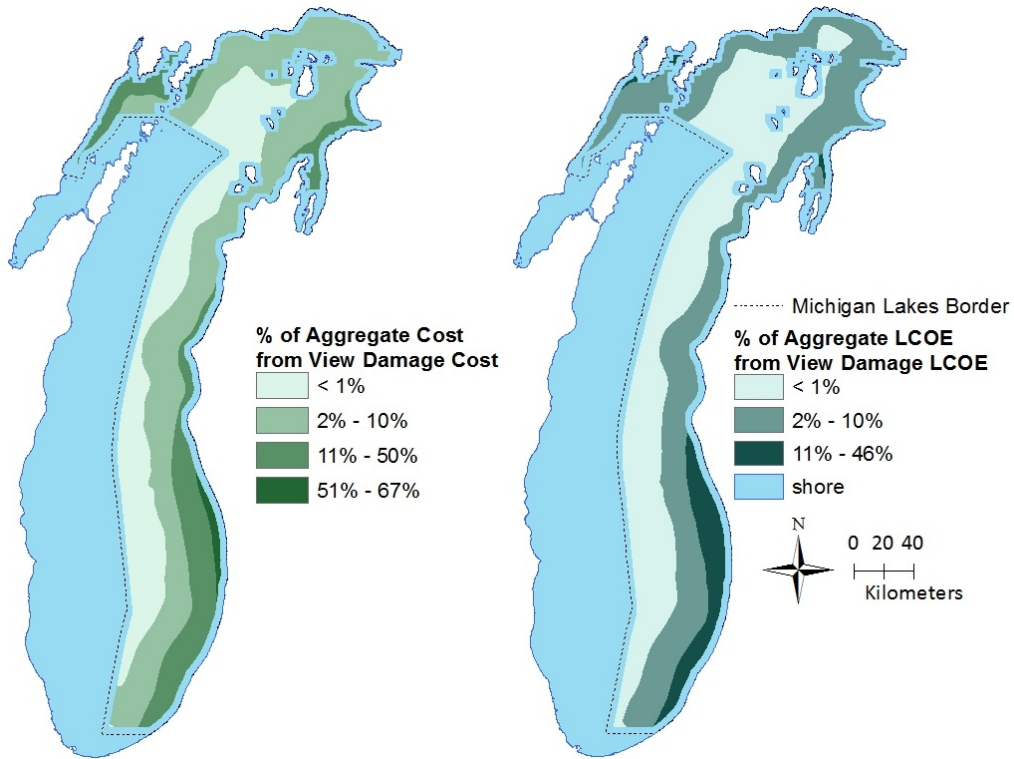 % of Aggregate Cost
from View Damage Cost
< 1%
2% - 10%
11% - 50%
51% - 67%
Michigan Lakes Border
% of Aggregate LCOE
from View Damage LCOE
< 1%
2% - 10%
11% - 46%
shore
N
0 20 40
Kilometers